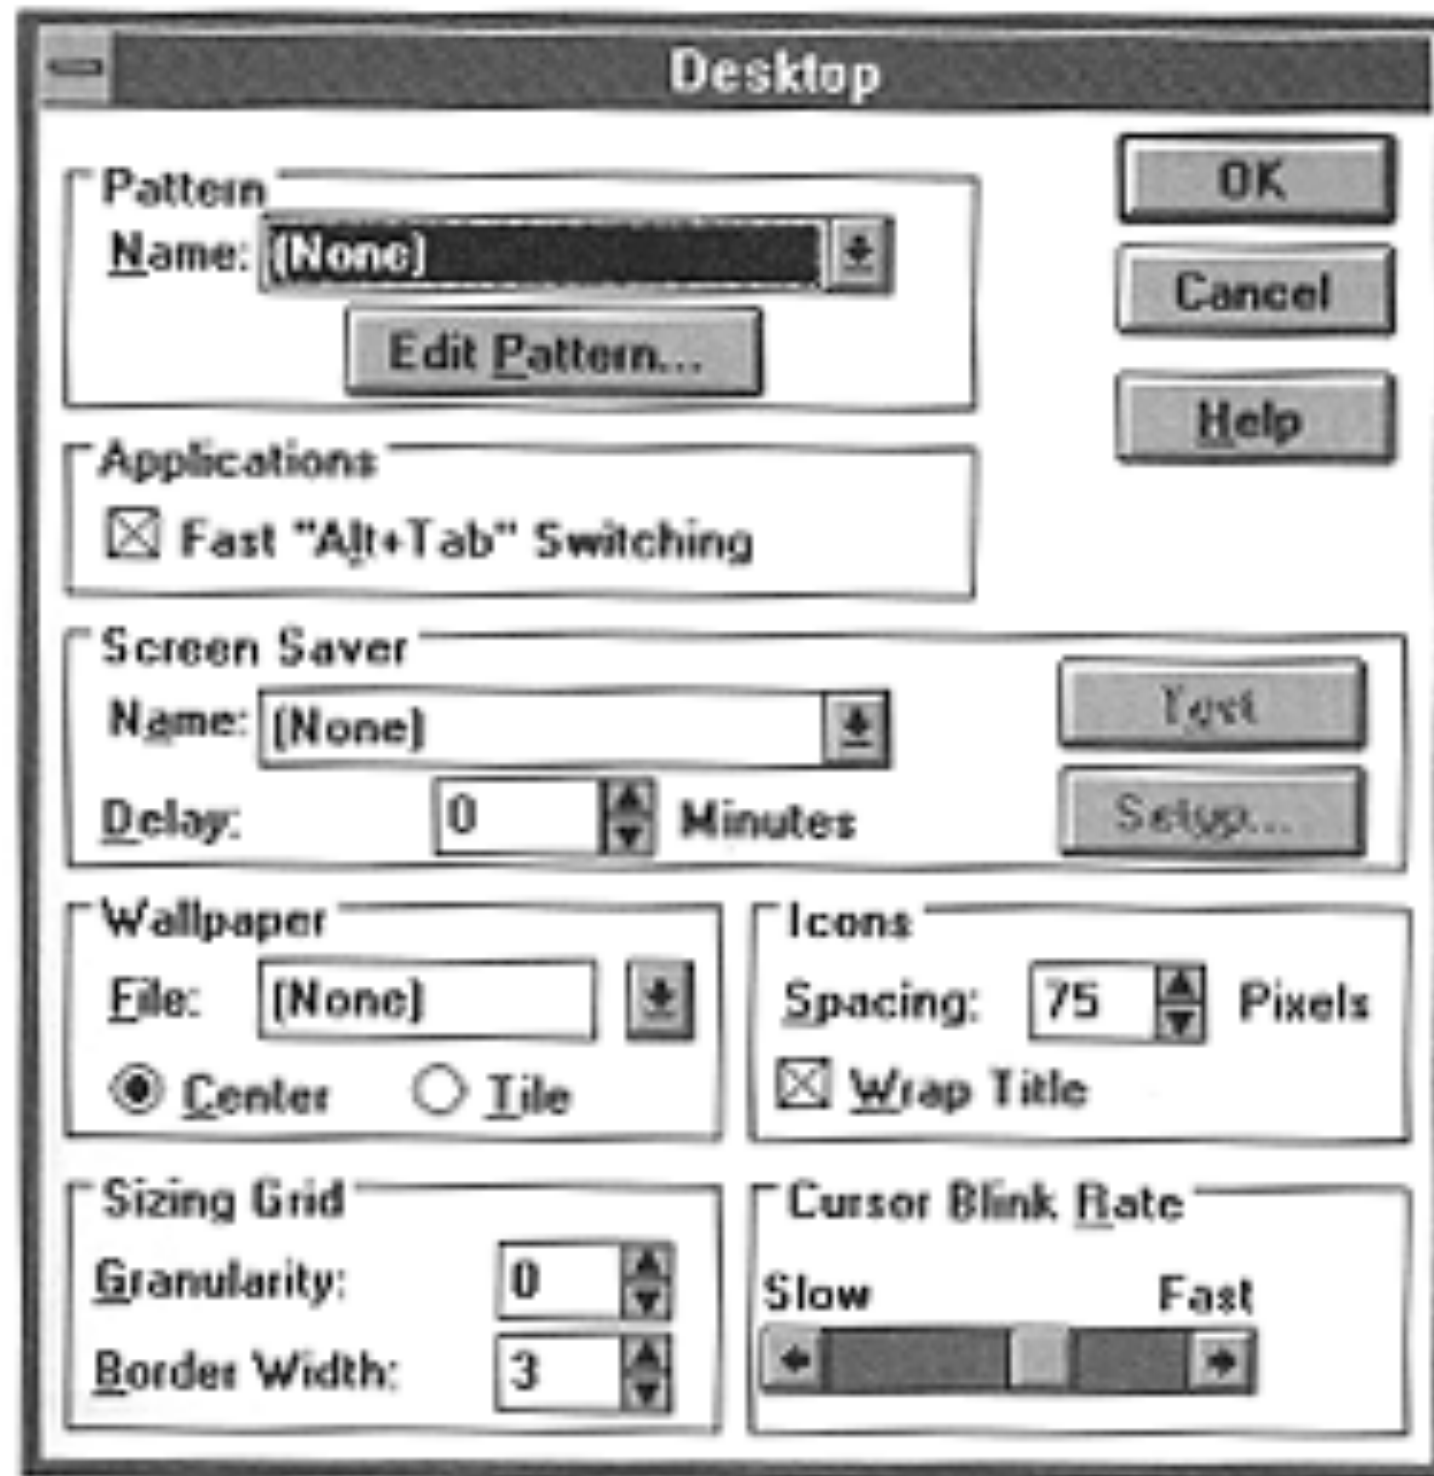 Desktop
Pattern
Name: (None)
Edit Pattern...
OK
Cancel
Help
Applications
Fast "Alt+Tab" Switching
Screen Saver
Name: (None)
Delay: 0 Minutes
Test
Setup...
Wallpaper
File: (None)
Center Tile
Icons
Spacing: 75 Pixels
Wrap Title
Sizing Grid
Granularity: 0
Border Width: 3
Cursor Blink Rate
Slow Fast